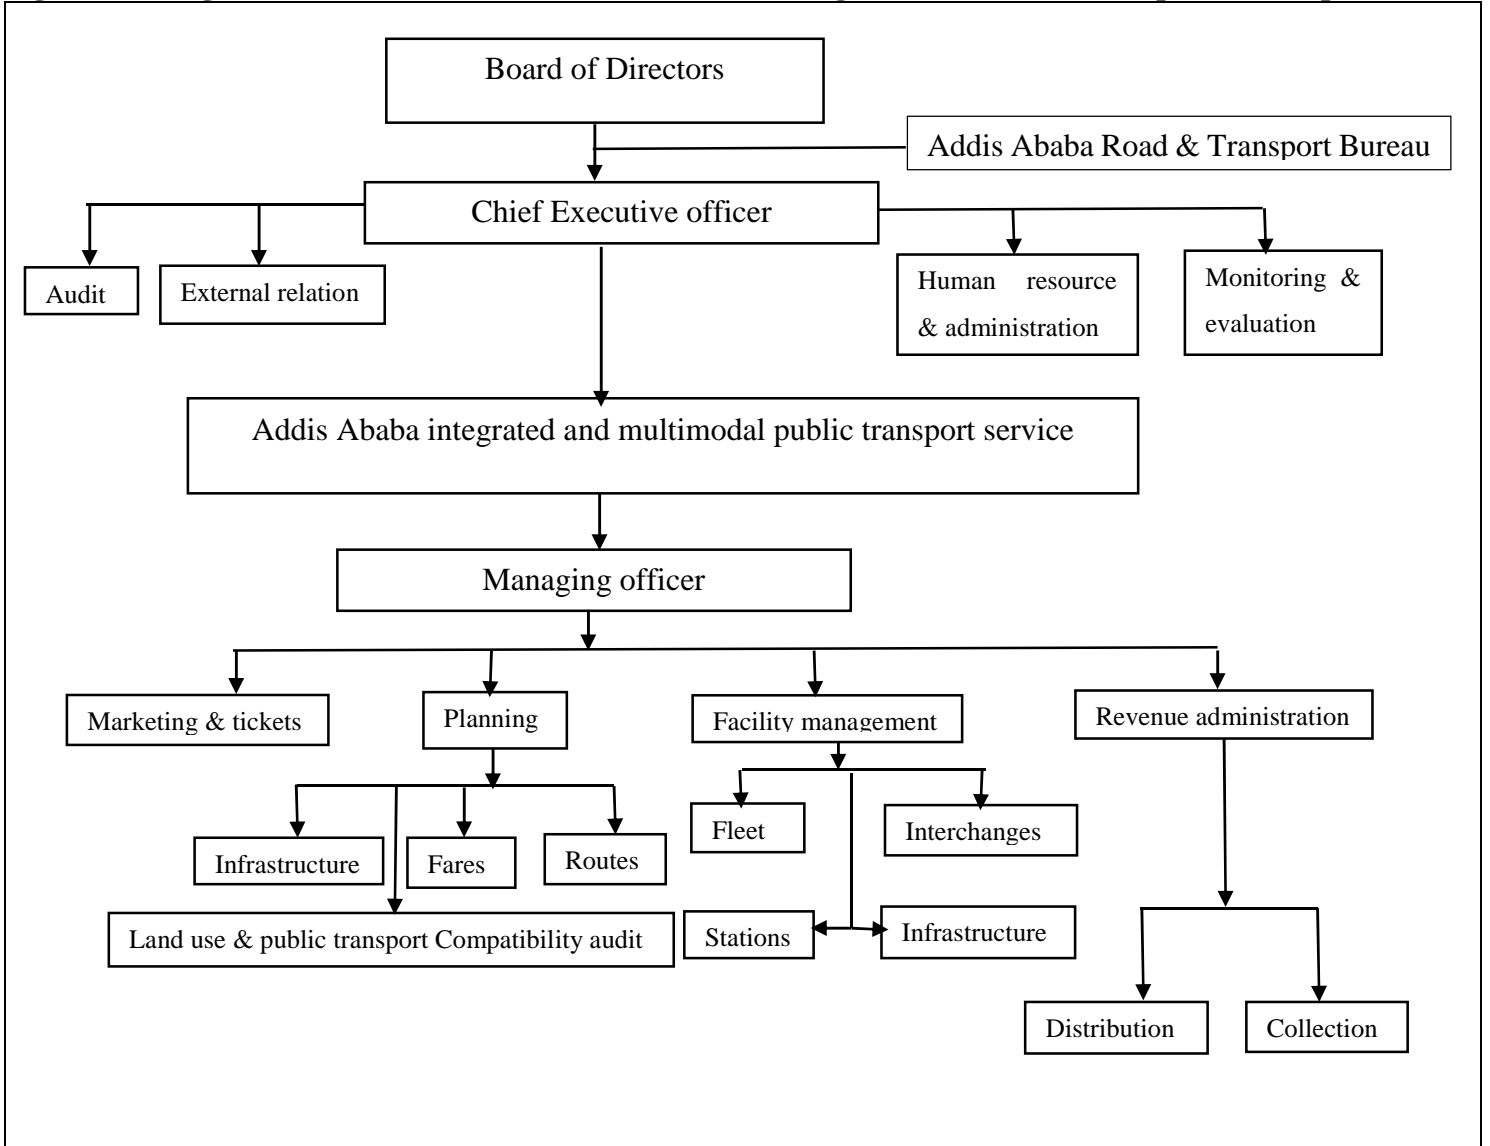 Board of Directors
Addis Ababa Road & Transport Bureau
Chief Executive officer
Audit
External relation
Human resource
& administration
Monitoring &
evaluation
Addis Ababa integrated and multimodal public transport service
Managing officer
Marketing & tickets
Planning
Facility management
Revenue administration
Fleet
Interchanges
Infrastructure
Fares
Routes
Land use & public transport Compatibility audit
Stations
Infrastructure
Distribution
Collection